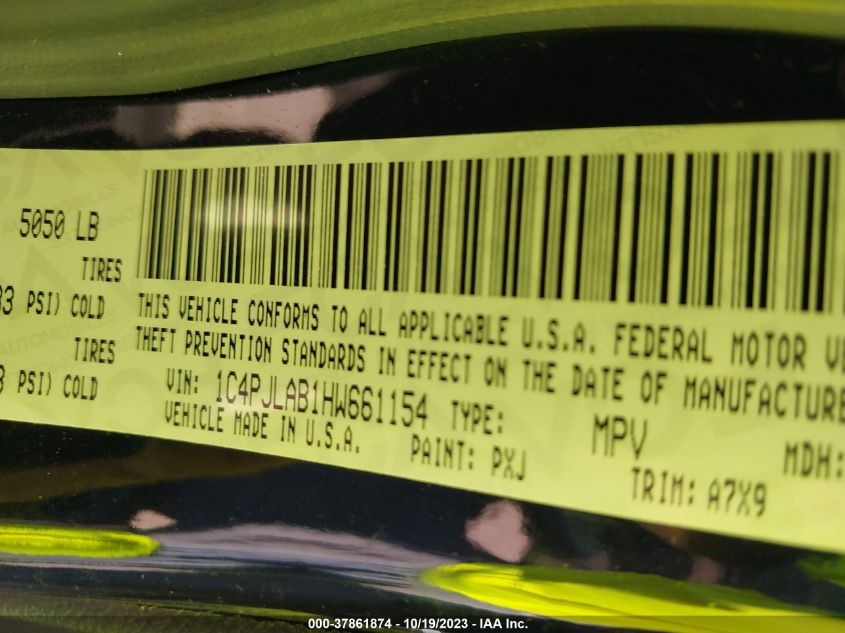 5050 LB
TIRES
33 PSI) COLD
TIRES
PSI) COLD
THIS VEHICLE CONFORMS TO ALL APPLICABLE U.S.A. FEDERAL MOTOR VE
THEFT PREVENTION STANDARDS IN EFFECT ON THE DATE OF MANUFACTURE
VIN: 1C4PJLAB1HW661154 TYPE: MPV MDH:
VEHICLE MADE IN U.S.A. PAINT: PXJ TRIM: A7X9
000-37861874 - 10/19/2023 - IAA Inc.